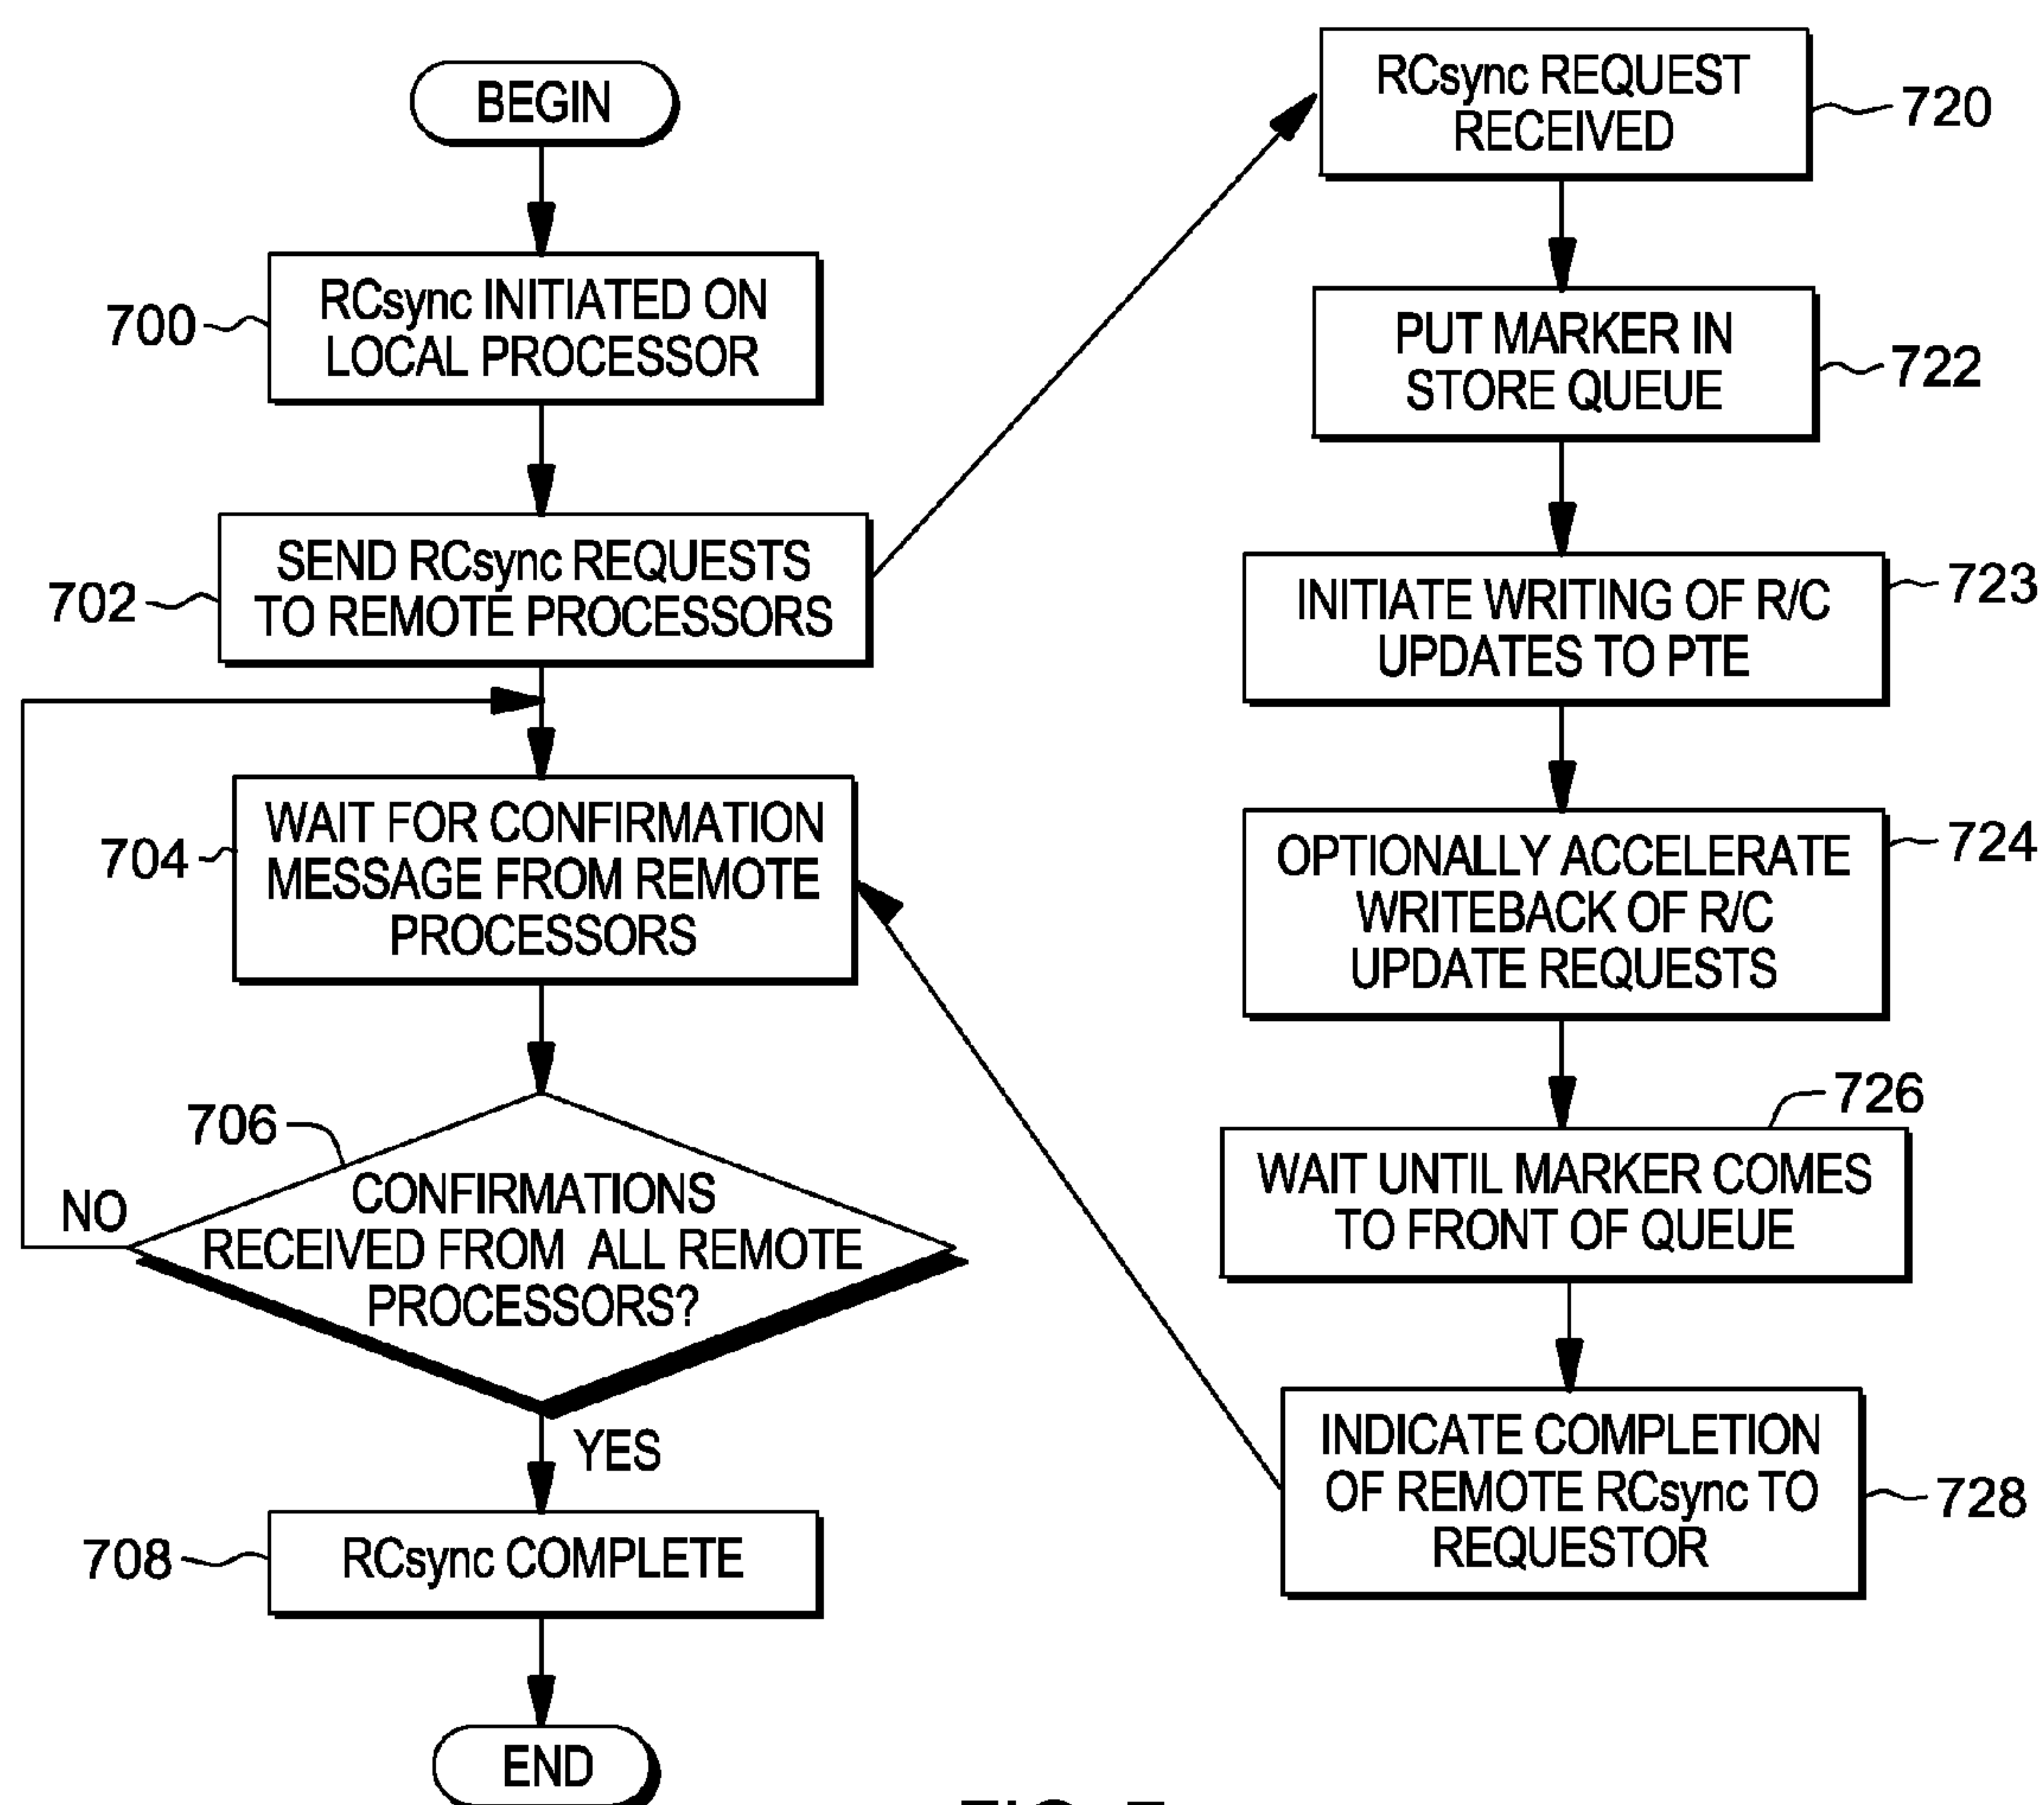 BEGIN
700
RCsync INITIATED ON
LOCAL PROCESSOR
702
SEND RCsync REQUESTS
TO REMOTE PROCESSORS
704
WAIT FOR CONFIRMATION
MESSAGE FROM REMOTE
PROCESSORS
706
NO
CONFIRMATIONS
RECEIVED FROM ALL REMOTE
PROCESSORS?
YES
708
RCsync COMPLETE
END
RCsync REQUEST
RECEIVED
720
PUT MARKER IN
STORE QUEUE
722
INITIATE WRITING OF R/C
UPDATES TO PTE
723
OPTIONALLY ACCELERATE
WRITEBACK OF R/C
UPDATE REQUESTS
724
726
WAIT UNTIL MARKER COMES
TO FRONT OF QUEUE
INDICATE COMPLETION
OF REMOTE RCsync TO
REQUESTOR
728